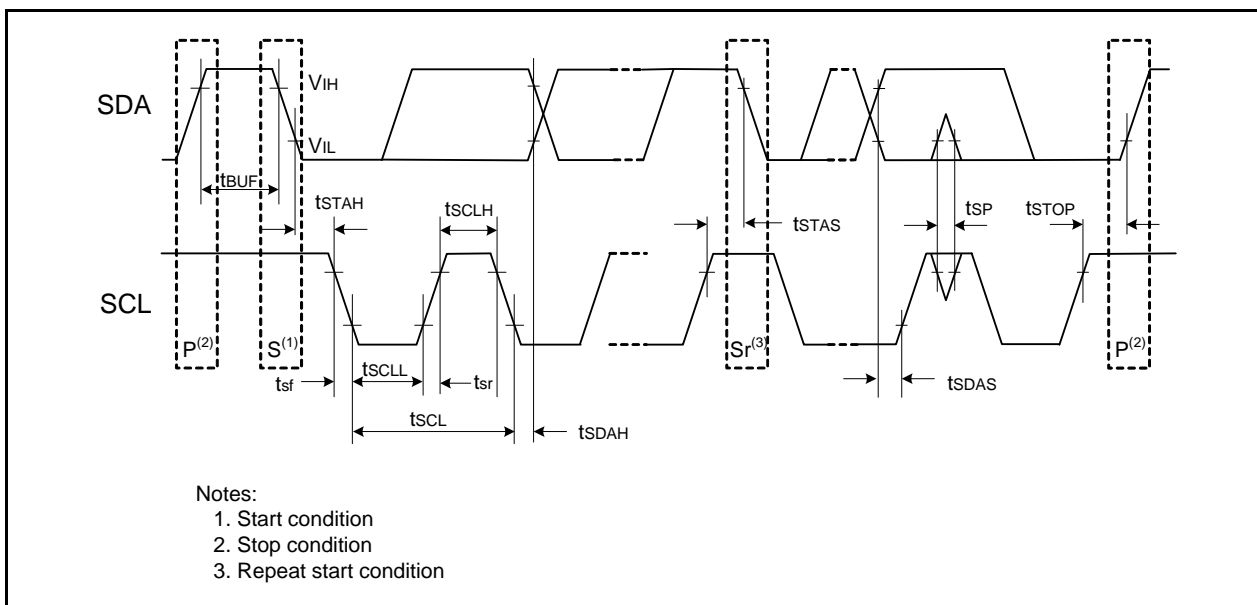 SDA
VIH
VIL
tBUF
tSTAH
tSCLH
tSTAS
tSP
tSTOP
SCL
P(2)
S(1)
Sr(3)
P(2)
tsf
tSCLL
tsr
tSDAS
tSCL
tSDAH
Notes:
1. Start condition
2. Stop condition
3. Repeat start condition